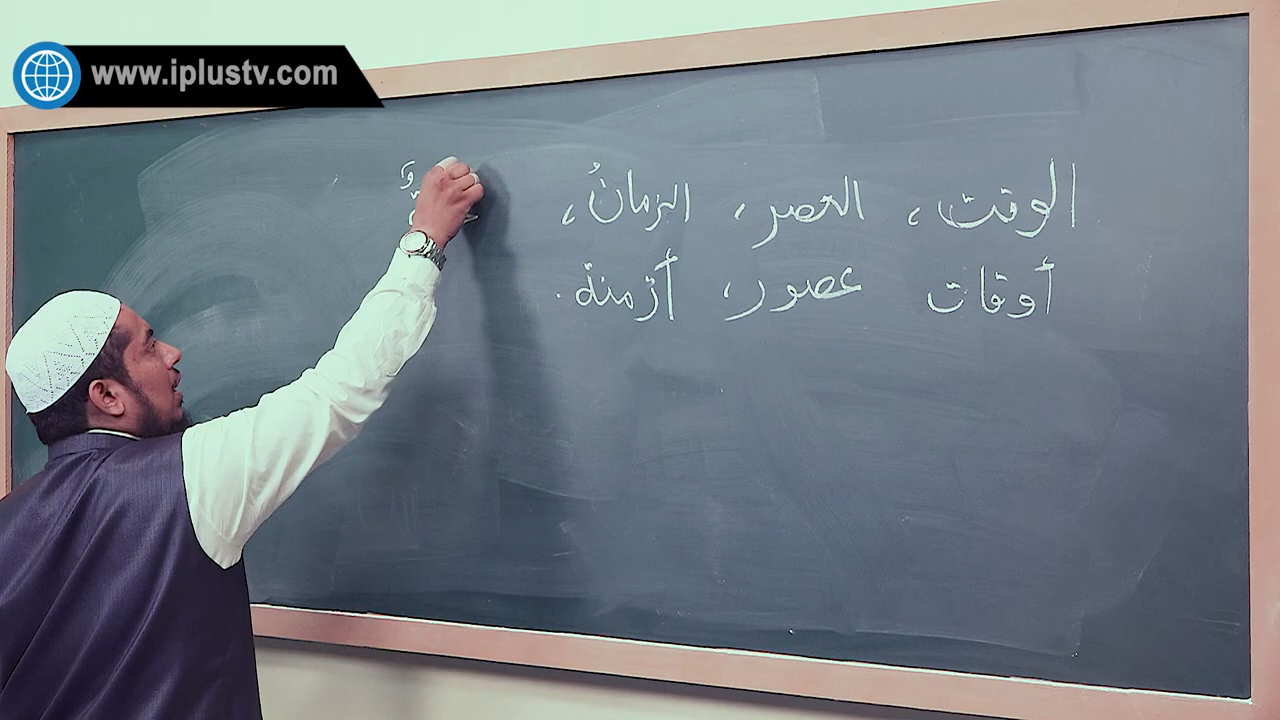 www.iplustv.com
الوقت، العصر، الزمانُ،
أوقات عصور، أزمنة.